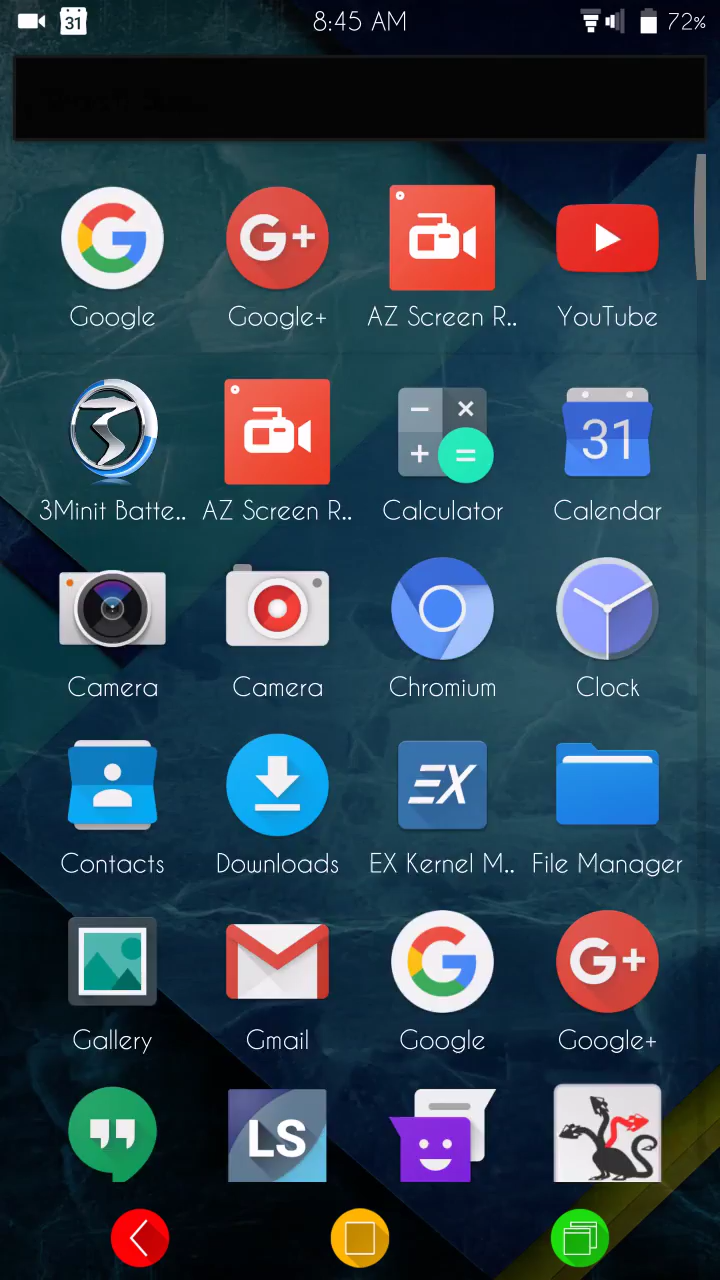 31 8:45 AM 72%
Google Google+ AZ Screen R.. YouTube
31
3Minit Batte.. AZ Screen R.. Calculator Calendar
Camera Camera Chromium Clock
EX
Contacts Downloads EX Kernel M.. File Manager
Gallery Gmail Google Google+
LS